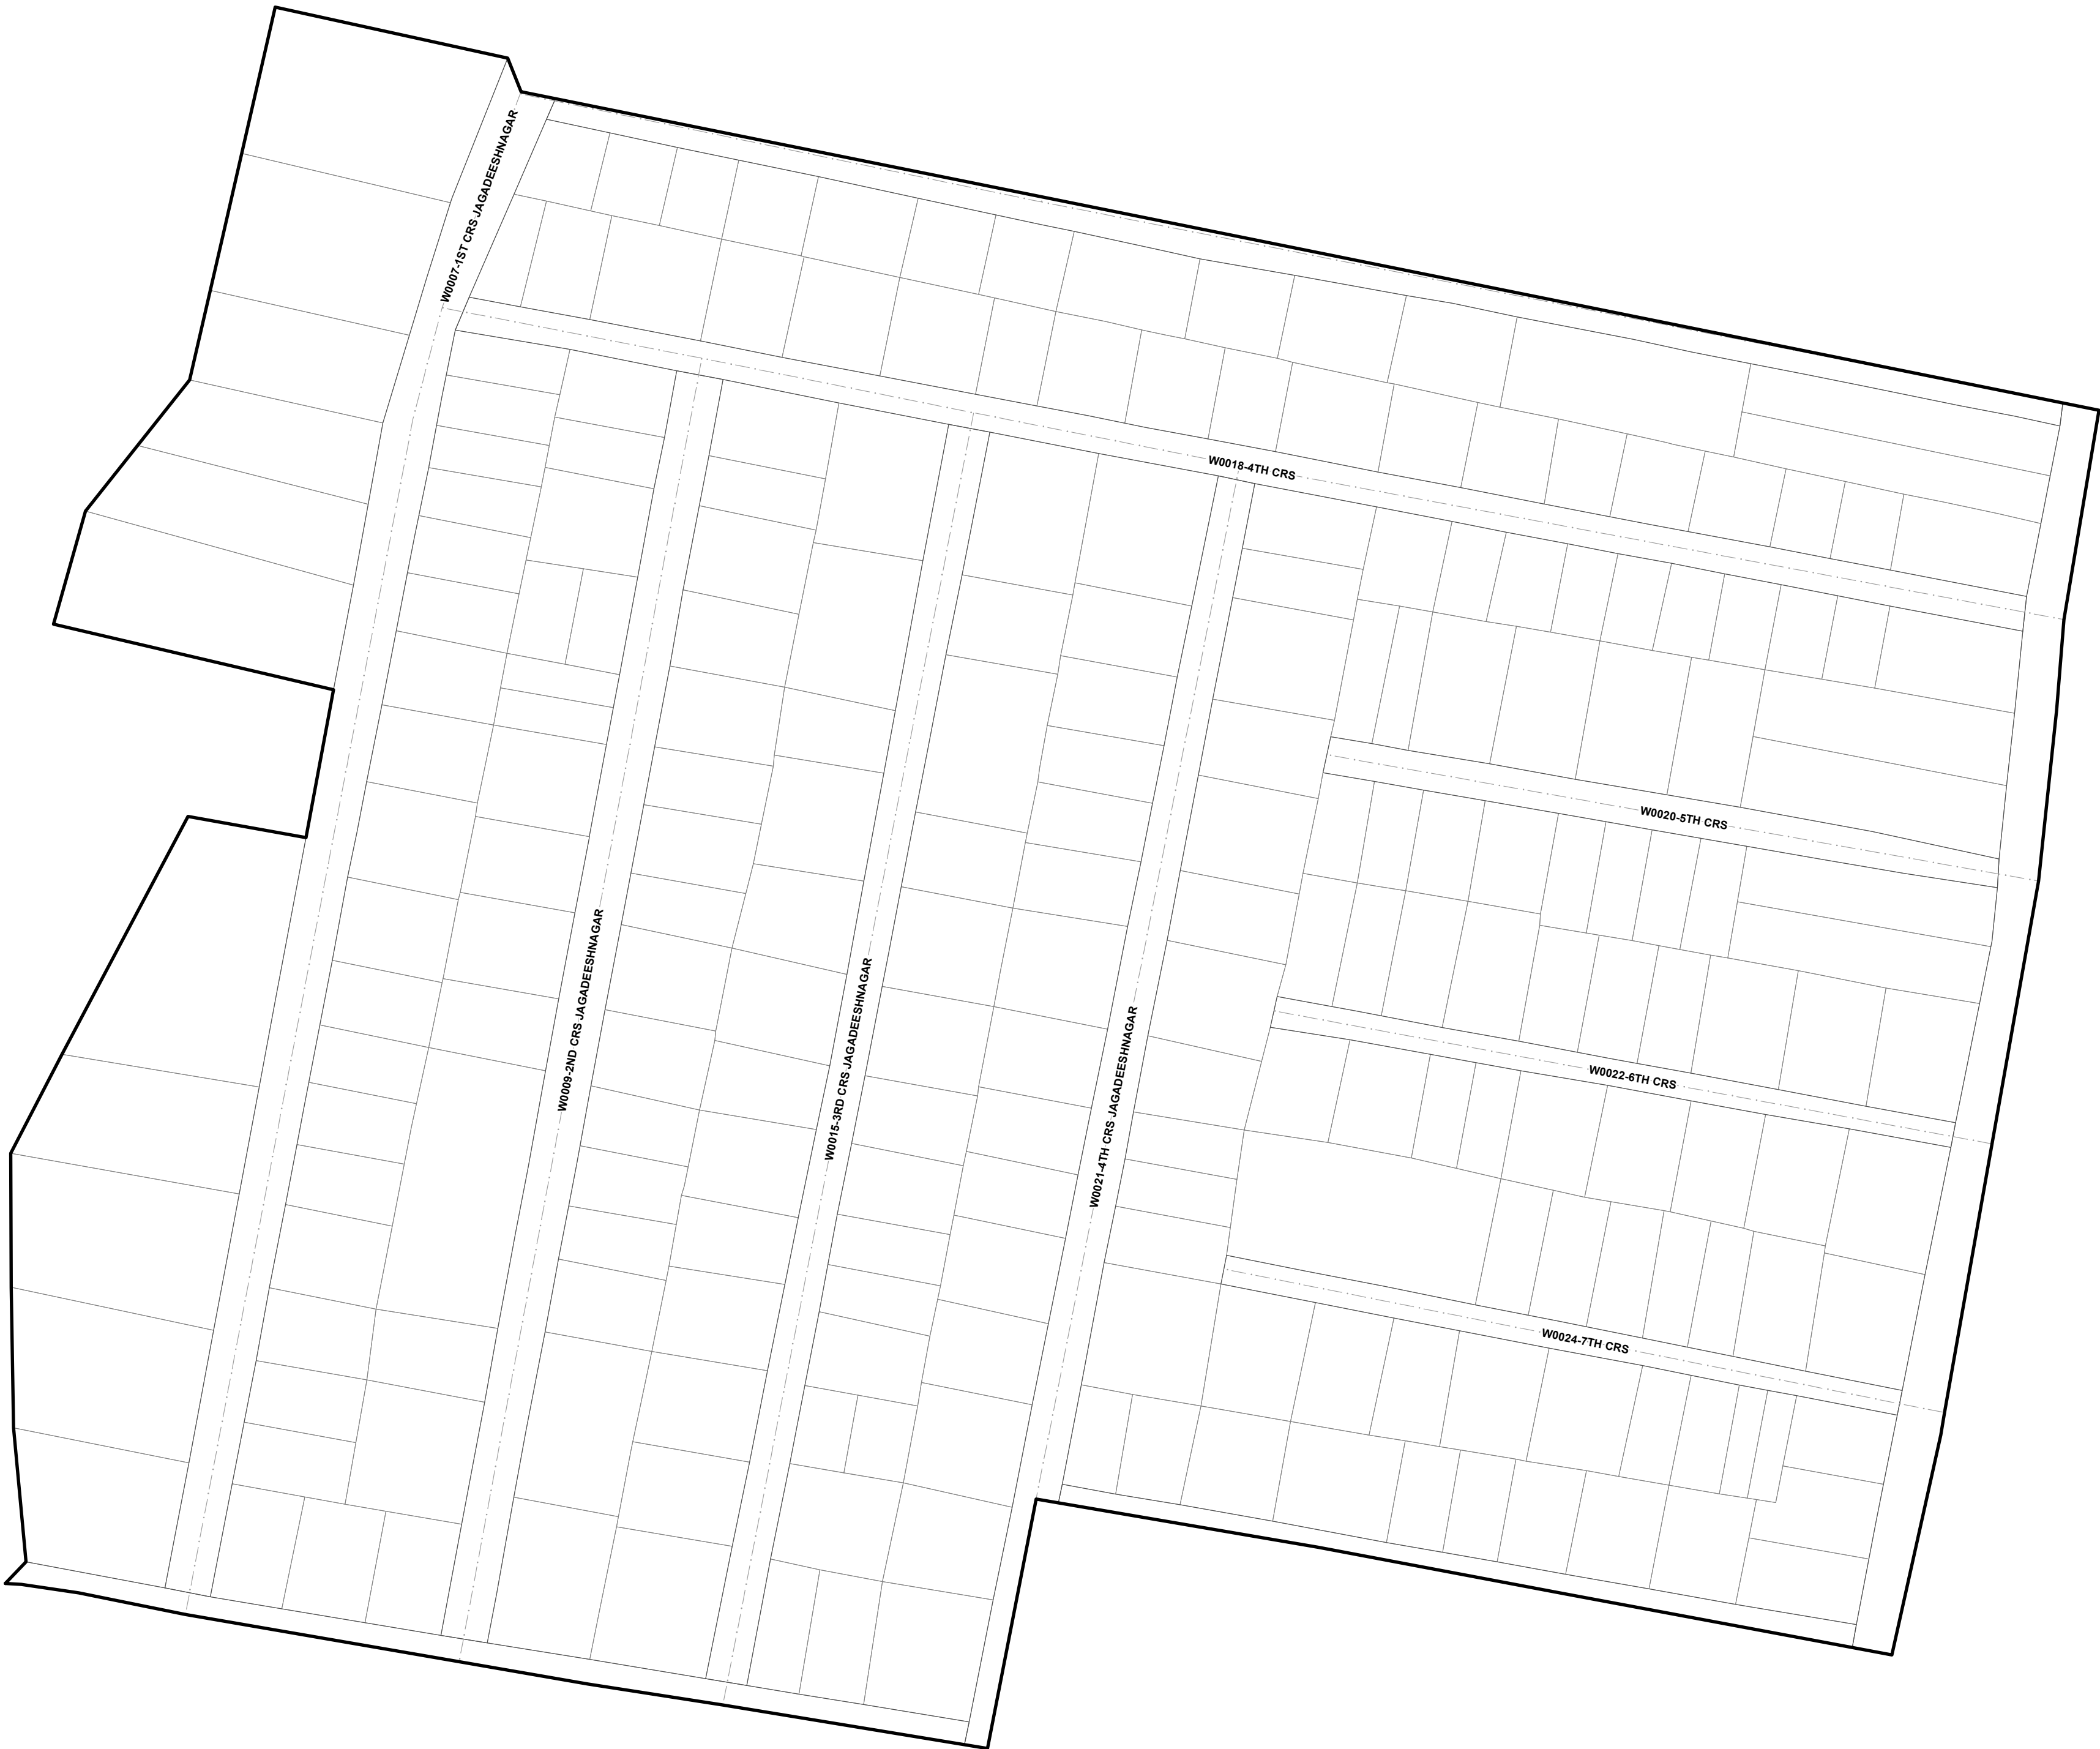 W0007-1ST CRS JAGADEESHNAGAR
W0018-4TH CRS
W0020-5TH CRS
W0009-2ND CRS JAGADEESHNAGAR
W0015-3RD CRS JAGADEESHNAGAR
W0021-4TH CRS JAGADEESHNAGAR
W0022-6TH CRS
W0024-7TH CRS